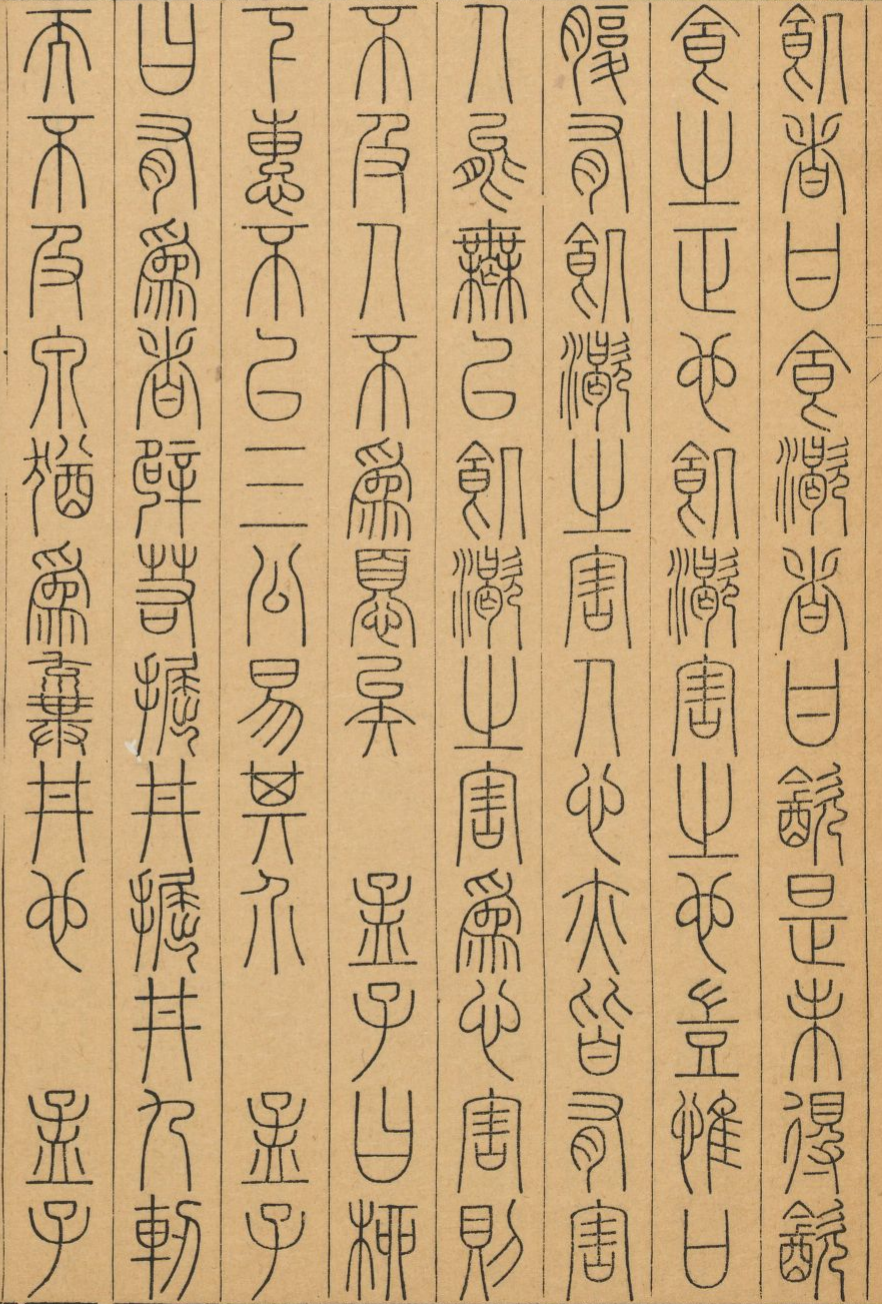 飢者甘食渴者甘飲是未得飲
食之正也飢渴害之也豈惟口
腹有飢渴之害人心亦皆有害
人能無以飢渴之害爲心害則
不及人不爲憂矣 孟子曰柳
下惠不以三公易其介 孟子
曰有爲者辟若掘井掘井九軔
而不及泉猶爲棄井也 孟子